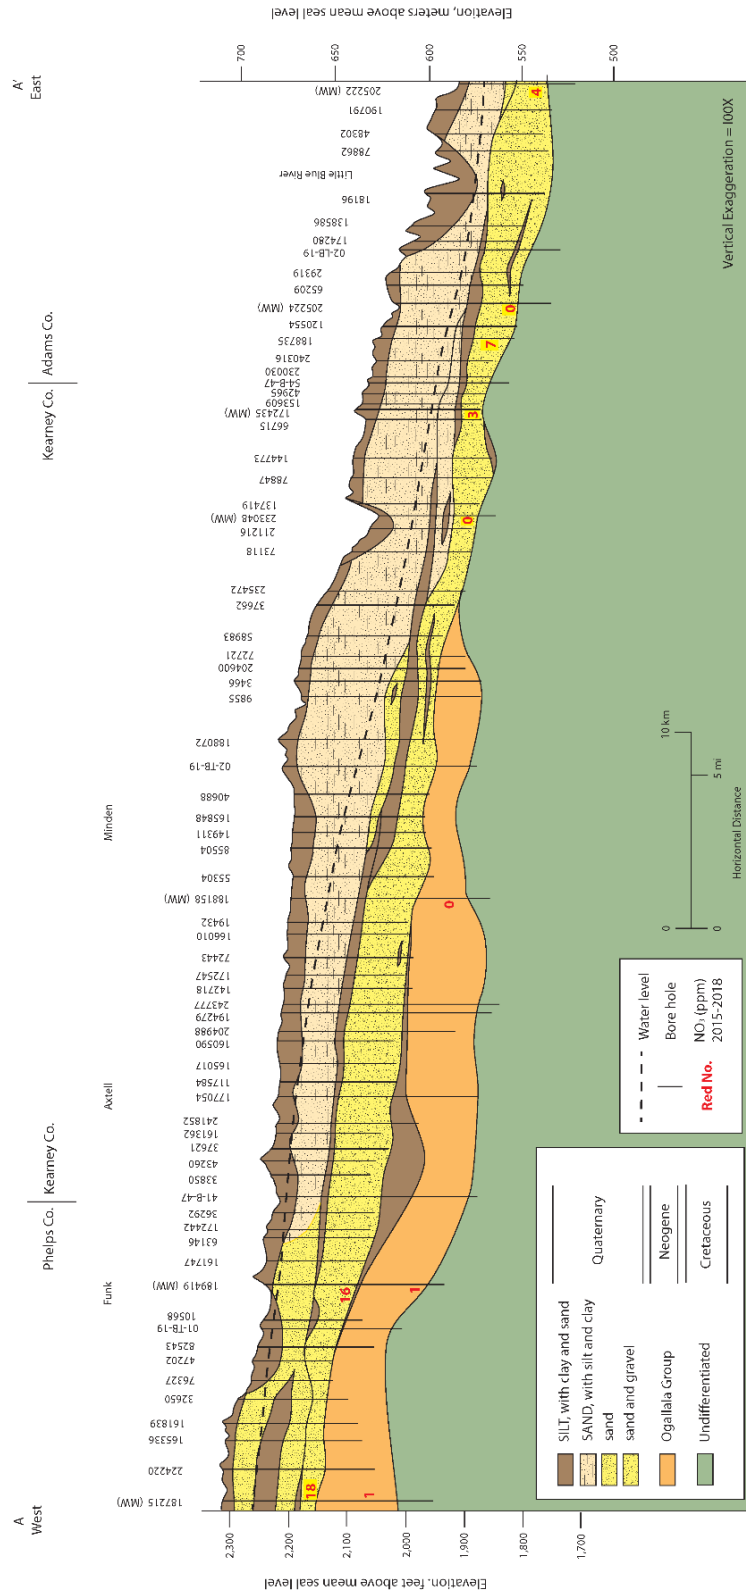 A
West
A'
East
Phelps Co.
Kearney Co.
Kearney Co.
Adams Co.
Funk
Axtell
Minden
187215 (MW)
224220
165336
161839
32650
76327
47202
82543
01-TB-19
10568
189419 (MW)
161747
63146
172442
36292
41-B-47
33850
43260
37621
161362
241852
177054
117584
165017
160590
204988
194279
243777
142718
172547
72443
166010
19432
188158 (MW)
55304
85504
149311
165848
40688
02-TB-19
188072
9855
3466
204600
72721
58983
37662
235472
73118
211216
233048 (MW)
137419
78847
144773
66715
172435 (MW)
153609
42965
54-B-47
230030
240316
188735
120554
205224 (MW)
65209
29319
02-LB-19
174280
138586
18196
Little Blue River
78862
48302
190791
205222 (MW)
Elevation. feet above mean seal level
2,300
2,200
2,100
2,000
1,900
1,800
1,700
Elevation, meters above mean seal level
700
650
600
550
500
18
1
16
1
0
0
3
7
0
4
SILT, with clay and sand
SAND, with silt and clay
sand
sand and gravel
Ogallala Group
Undifferentiated
Quaternary
Neogene
Cretaceous
Water level
Bore hole
Red No.
NO₃ (ppm)
2015-2018
0
10 km
0
5 mi
Horizontal Distance
Vertical Exaggeration = 100X